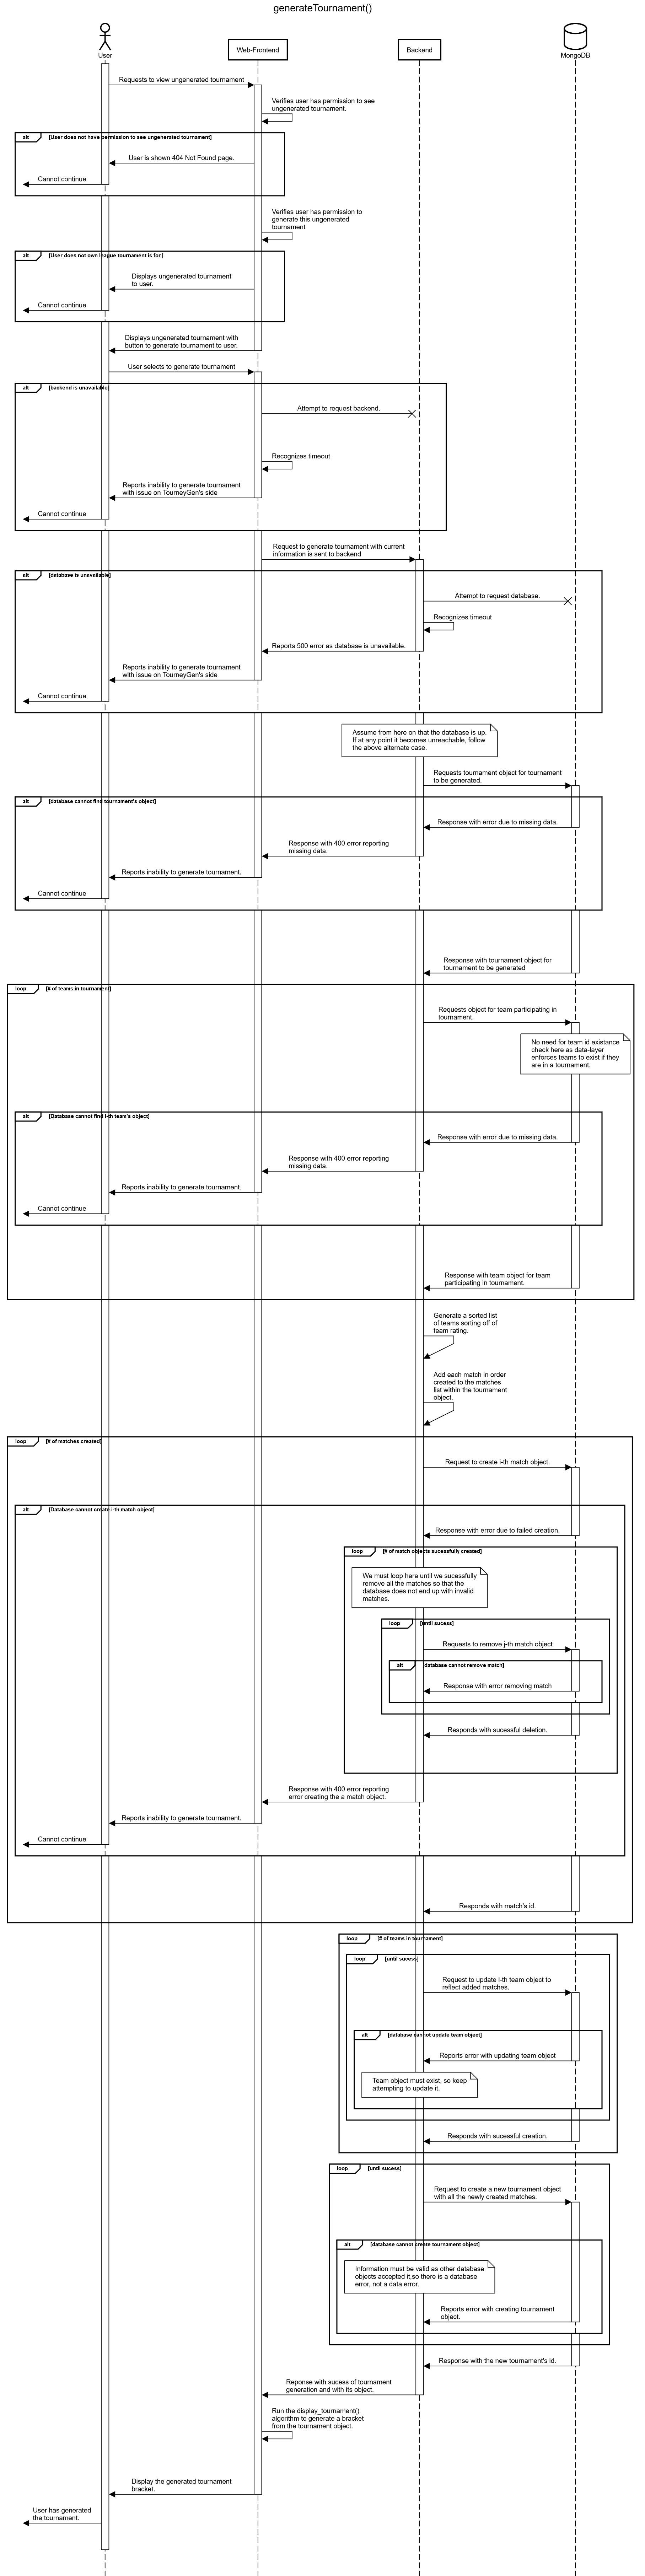 generateTournament()
User
Web-Frontend
Backend
MongoDB
Requests to view ungenerated tournament
Verifies user has permission to see
ungenerated tournament.
alt
[User does not have permission to see ungenerated tournament]
User is shown 404 Not Found page.
Cannot continue
Verifies user has permission to
generate this ungenerated
tournament
alt
[User does not own league tournament is for.]
Displays ungenerated tournament
to user.
Cannot continue
Displays ungenerated tournament with
button to generate tournament to user.
User selects to generate tournament
alt
[backend is unavailable]
Attempt to request backend.
Recognizes timeout
Reports inability to generate tournament
with issue on TourneyGen's side
Cannot continue
Request to generate tournament with current
information is sent to backend
alt
[database is unavailable]
Attempt to request database.
Recognizes timeout
Reports 500 error as database is unavailable.
Reports inability to generate tournament
with issue on TourneyGen's side
Cannot continue
Assume from here on that the database is up.
If at any point it becomes unreachable, follow
the above alternate case.
Requests tournament object for tournament
to be generated.
alt
[database cannot find tournament's object]
Response with error due to missing data.
Response with 400 error reporting
missing data.
Reports inability to generate tournament.
Cannot continue
Response with tournament object for
tournament to be generated
loop
[# of teams in tournament]
Requests object for team participating in
tournament.
No need for team id existance
check here as data-layer
enforces teams to exist if they
are in a tournament.
alt
[Database cannot find i-th team's object]
Response with error due to missing data.
Response with 400 error reporting
missing data.
Reports inability to generate tournament.
Cannot continue
Response with team object for team
participating in tournament.
Generate a sorted list
of teams sorting off of
team rating.
Add each match in order
created to the matches
list within the tournament
object.
loop
[# of matches created]
Request to create i-th match object.
alt
[Database cannot create i-th match object]
Response with error due to failed creation.
loop
[# of match objects sucessfully created]
We must loop here until we sucessfully
remove all the matches so that the
database does not end up with invalid
matches.
loop
[until sucess]
Requests to remove j-th match object
alt
[database cannot remove match]
Response with error removing match
Responds with sucessful deletion.
Response with 400 error reporting
error creating the a match object.
Reports inability to generate tournament.
Cannot continue
Responds with match's id.
loop
[# of teams in tournament]
loop
[until sucess]
Request to update i-th team object to
reflect added matches.
alt
[database cannot update team object]
Reports error with updating team object
Team object must exist, so keep
attempting to update it.
Responds with sucessful creation.
loop
[until sucess]
Request to create a new tournament object
with all the newly created matches.
alt
[database cannot create tournament object]
Information must be valid as other database
objects accepted it,so there is a database
error, not a data error.
Reports error with creating tournament
object.
Response with the new tournament's id.
Reponse with sucess of tournament
generation and with its object.
Run the display_tournament()
algorithm to generate a bracket
from the tournament object.
Display the generated tournament
bracket.
User has generated
the tournament.